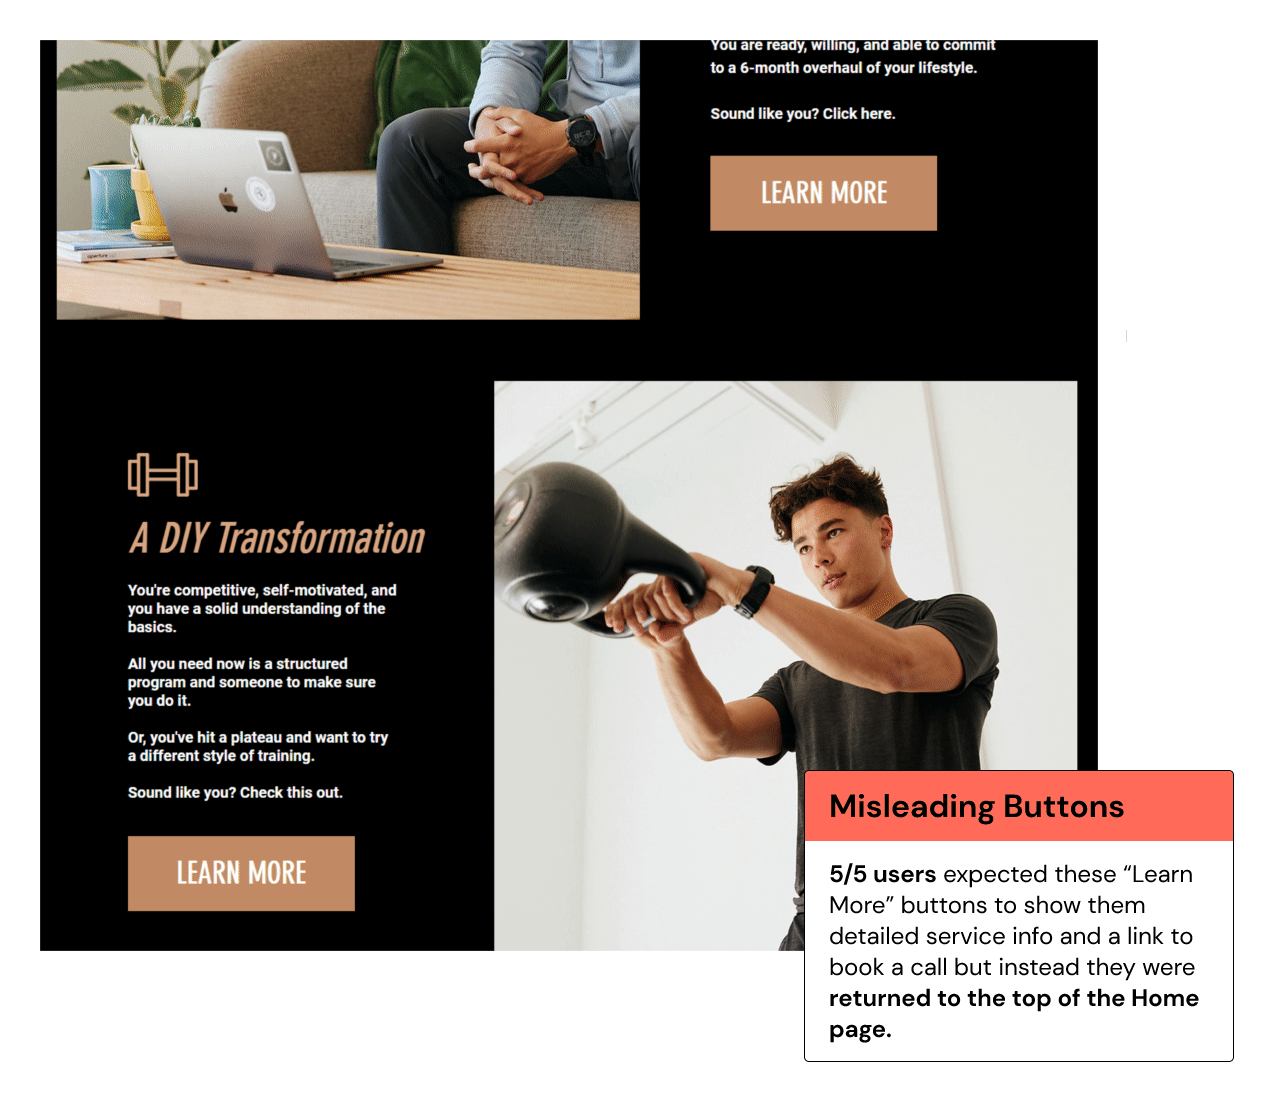 You are ready, willing, and able to commit
to a 6-month overhaul of your lifestyle.
Sound like you? Click here.
LEARN MORE
aperture
A DIY Transformation
You're competitive, self-motivated, and
you have a solid understanding of the
basics.
All you need now is a structured
program and someone to make sure
you do it.
Or, you've hit a plateau and want to try
a different style of training.
Sound like you? Check this out.
LEARN MORE
Misleading Buttons
5/5 users expected these “Learn
More” buttons to show them
detailed service info and a link to
book a call but instead they were
returned to the top of the Home
page.